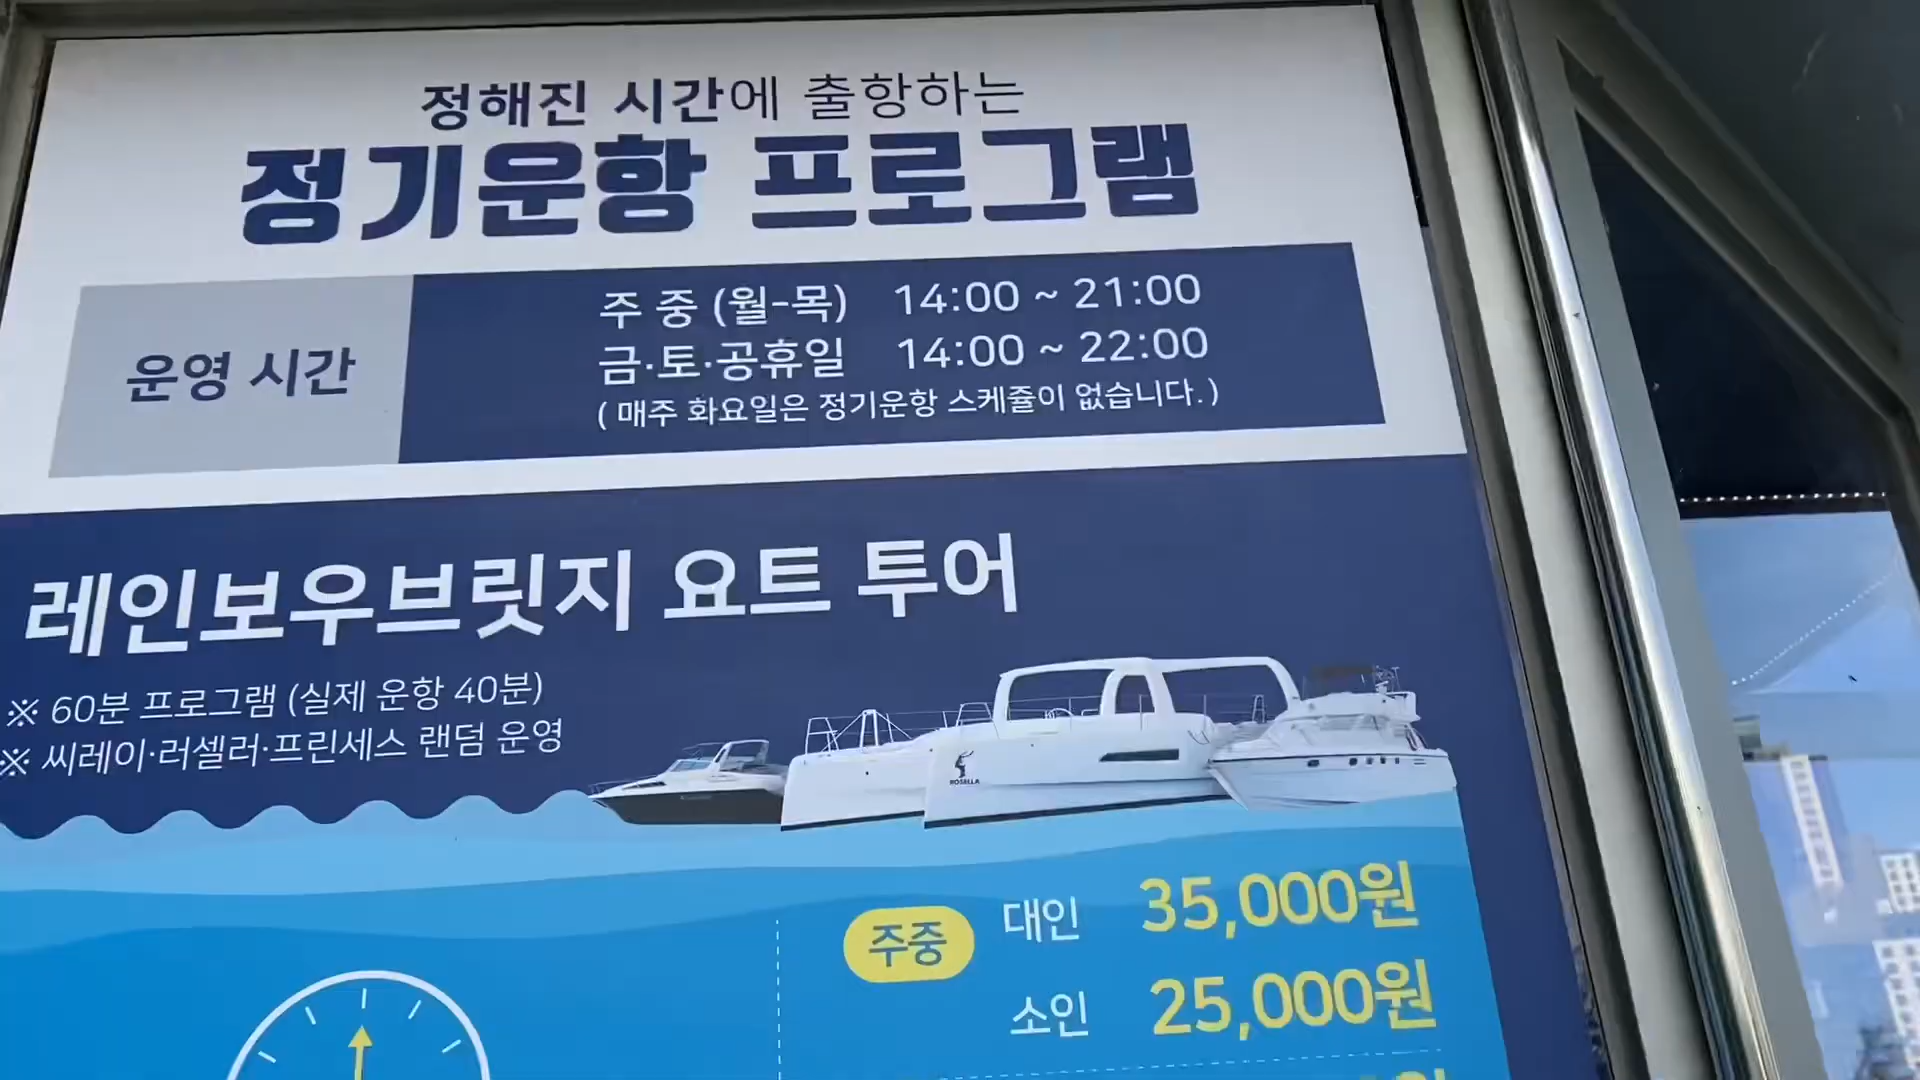 정해진 시간에 출항하는
정기운항 프로그램
운영 시간
주 중 (월-목) 14:00 ~ 21:00
금·토·공휴일 14:00 ~ 22:00
( 매주 화요일은 정기운항 스케쥴이 없습니다. )
레인보우브릿지 요트 투어
※ 60분 프로그램 (실제 운항 40분)
※ 씨레이·러셀러·프린세스 랜덤 운영
ROSELLA
주중
대인 35,000원
소인 25,000원